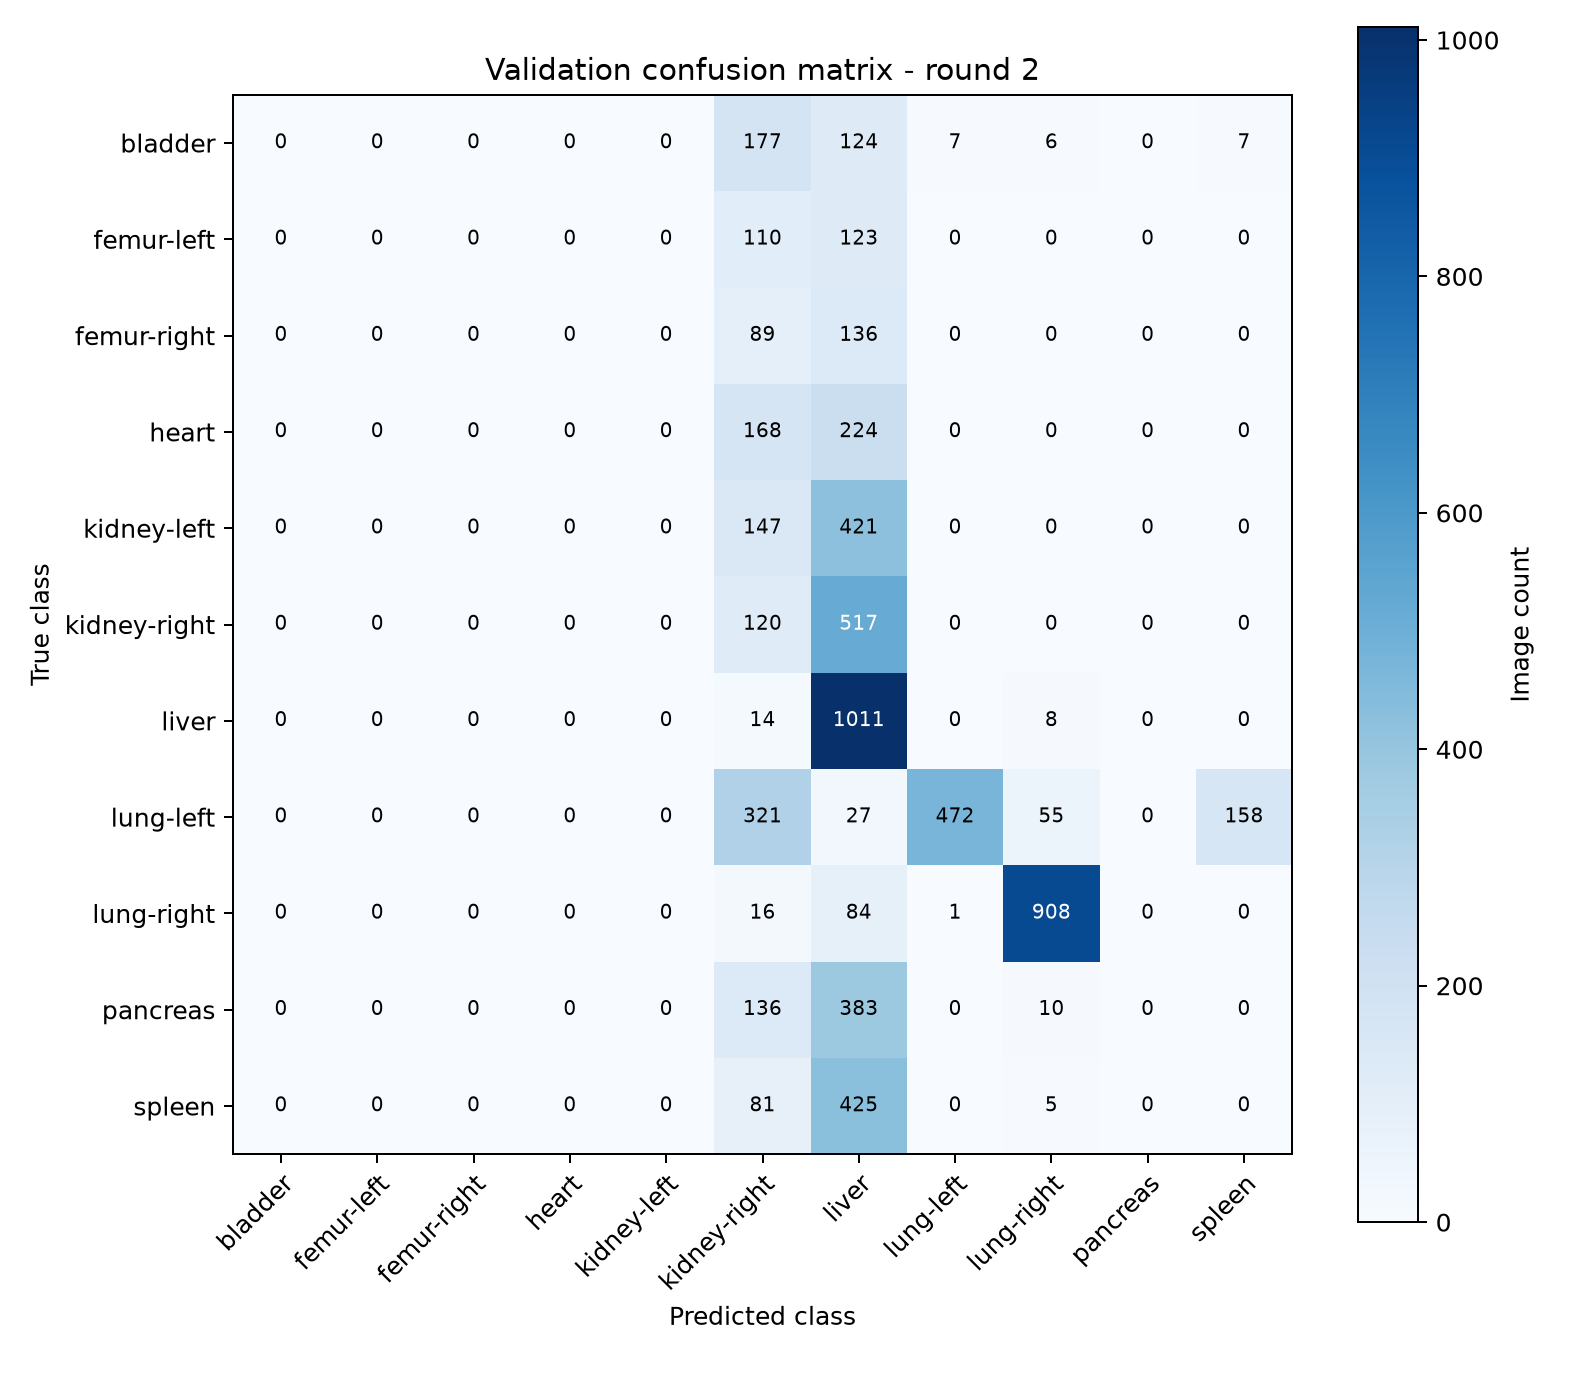 Validation confusion matrix - round 2
True class
bladder 0 0 0 0 0 177 124 7 6 0 7
femur-left 0 0 0 0 0 110 123 0 0 0 0
femur-right 0 0 0 0 0 89 136 0 0 0 0
heart 0 0 0 0 0 168 224 0 0 0 0
kidney-left 0 0 0 0 0 147 421 0 0 0 0
kidney-right 0 0 0 0 0 120 517 0 0 0 0
liver 0 0 0 0 0 14 1011 0 8 0 0
lung-left 0 0 0 0 0 321 27 472 55 0 158
lung-right 0 0 0 0 0 16 84 1 908 0 0
pancreas 0 0 0 0 0 136 383 0 10 0 0
spleen 0 0 0 0 0 81 425 0 5 0 0
bladder femur-left femur-right heart kidney-left kidney-right liver lung-left lung-right pancreas spleen
Predicted class
1000
800
600
400
200
0
Image count